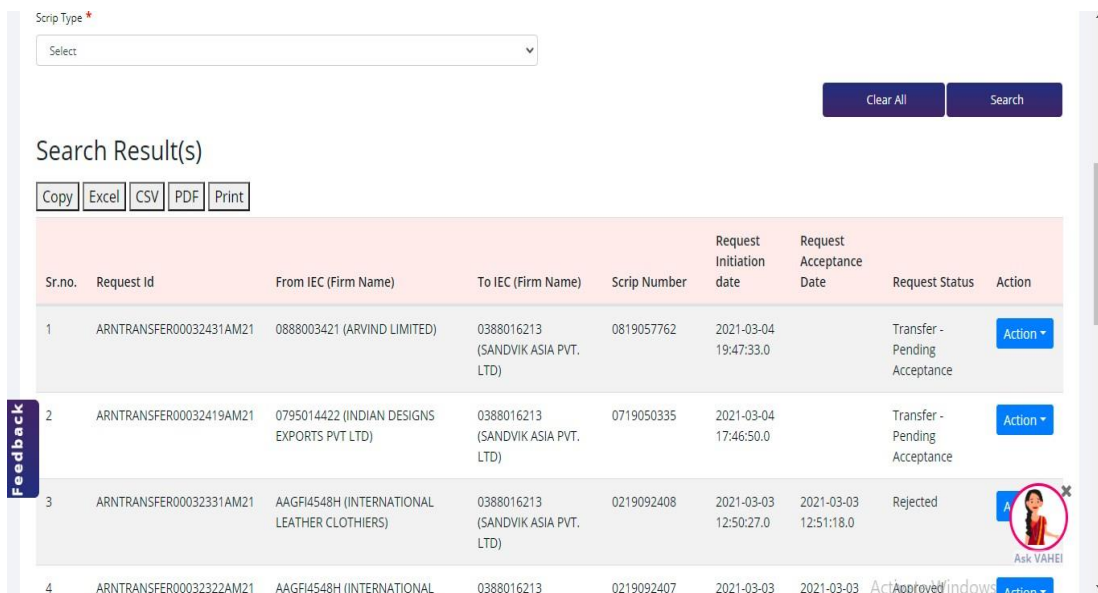 Scrip Type *
Select
Clear All Search
Search Result(s)
Copy Excel CSV PDF Print
Request Request
Initiation Acceptance
Sr.no. Request Id From IEC (Firm Name) To IEC (Firm Name) Scrip Number date Date Request Status Action
1 ARNTRANSFER00032431AM21 0888003421 (ARVIND LIMITED) 0388016213 0819057762 2021-03-04 Transfer - Action
(SANDVIK ASIA PVT. 19:47:33.0 Pending
LTD) Acceptance
Feedback
2 ARNTRANSFER00032419AM21 0795014422 (INDIAN DESIGNS 0388016213 0719050335 2021-03-04 Transfer - Action
EXPORTS PVT LTD) (SANDVIK ASIA PVT. 17:46:50.0 Pending
LTD) Acceptance
3 ARNTRANSFER00032331AM21 AAGFI4548H (INTERNATIONAL 0388016213 0219092408 2021-03-03 2021-03-03 Rejected
LEATHER CLOTHIERS) (SANDVIK ASIA PVT. 12:50:27.0 12:51:18.0
LTD)
Ask VAHEI
4 ARNTRANSFER00032322AM21 AAGFI4548H (INTERNATIONAL 0388016213 0219092407 2021-03-03 2021-03-03 Approved Action
Activate Windows